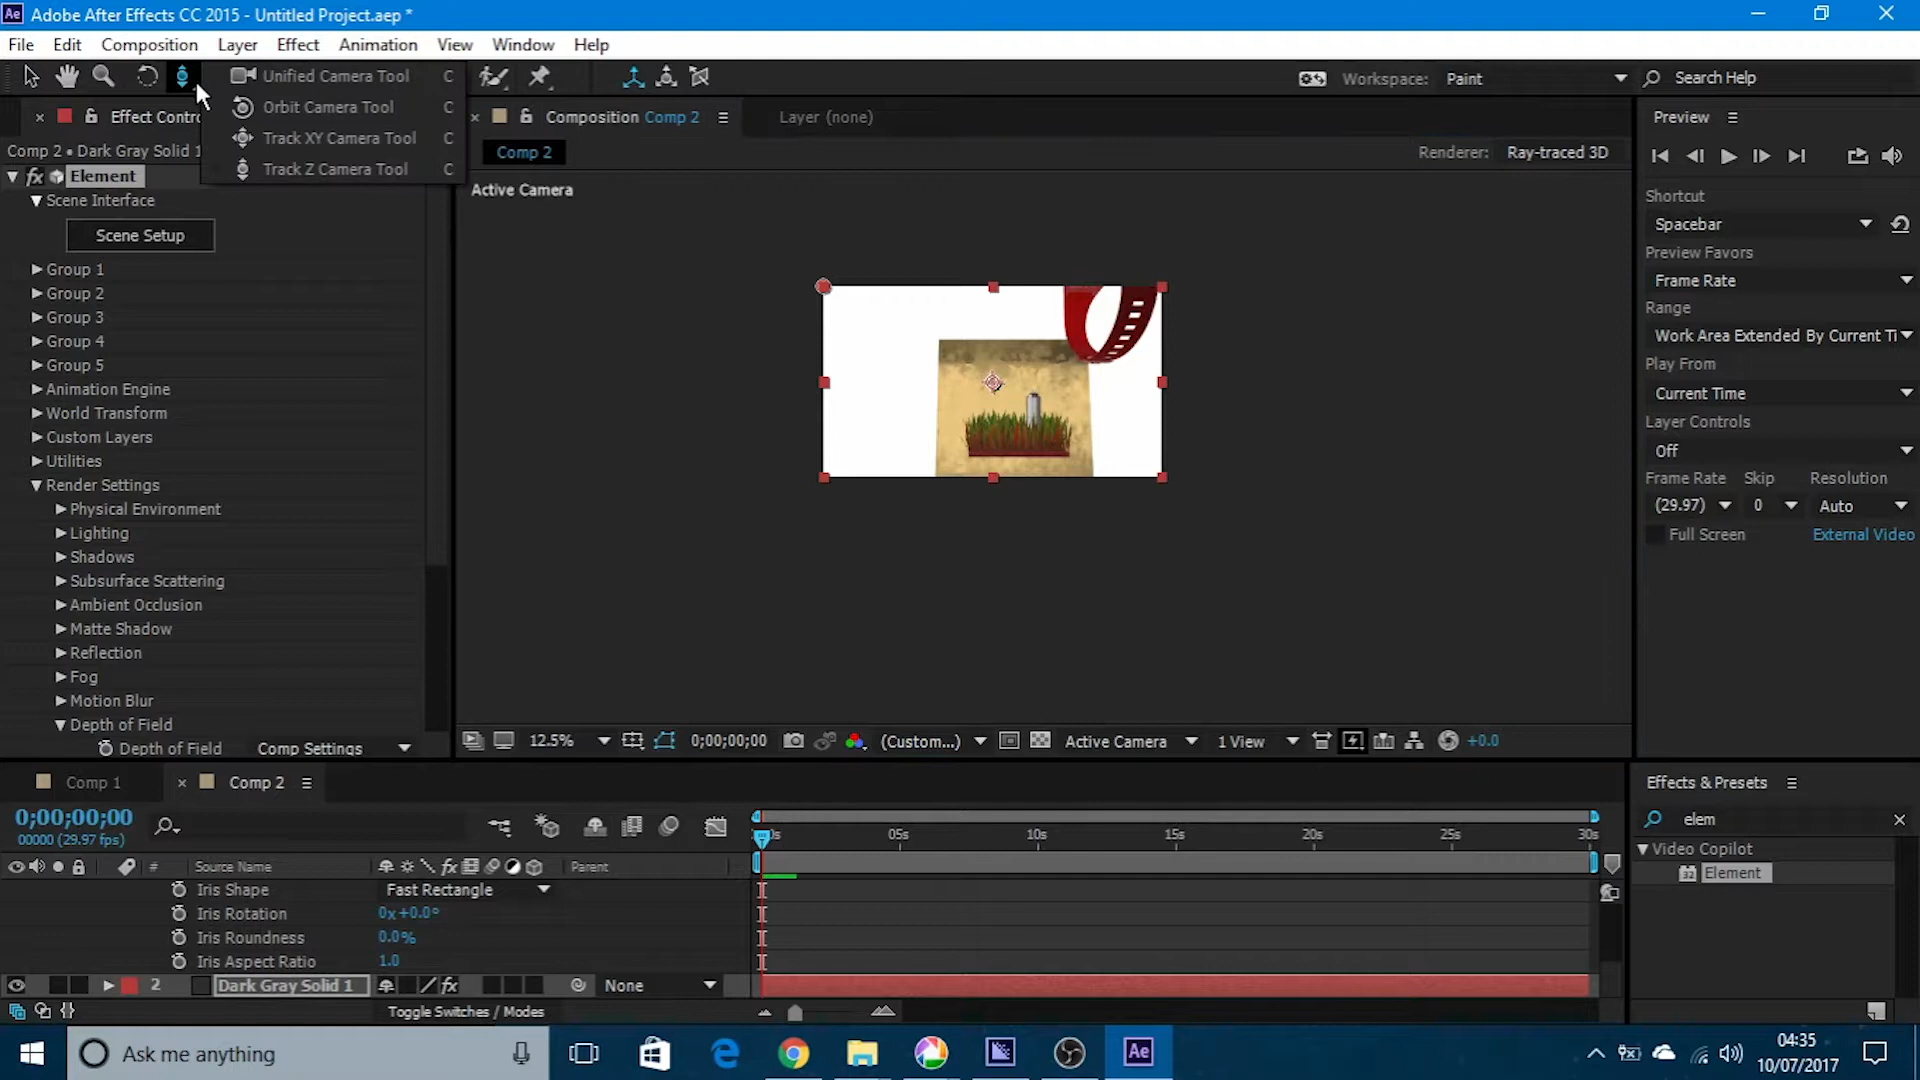 Ae Adobe After Effects CC 2015 - Untitled Project.aep *
File Edit Composition Layer Effect Animation View Window Help
Unified Camera Tool C
Orbit Camera Tool C
Track XY Camera Tool C
Track Z Camera Tool C
Workspace: Paint
Search Help
Effect Contro
Comp 2 • Dark Gray Solid 1
fx Element
Scene Interface
Scene Setup
Group 1
Group 2
Group 3
Group 4
Group 5
Animation Engine
World Transform
Custom Layers
Utilities
Render Settings
Physical Environment
Lighting
Shadows
Subsurface Scattering
Ambient Occlusion
Matte Shadow
Reflection
Fog
Motion Blur
Depth of Field
Depth of Field Comp Settings
Composition Comp 2
Layer (none)
Comp 2
Renderer: Ray-traced 3D
Active Camera
12.5% 0;00;00;00 (Custom...) Active Camera 1 View +0.0
Preview
Shortcut
Spacebar
Preview Favors
Frame Rate
Range
Work Area Extended By Current Ti
Play From
Current Time
Layer Controls
Off
Frame Rate Skip Resolution
(29.97) 0 Auto
Full Screen External Video
Comp 1
Comp 2
0;00;00;00
00000 (29.97 fps)
# Source Name fx Parent
0s 05s 10s 15s 20s 25s 30s
Iris Shape Fast Rectangle
Iris Rotation 0x+0.0°
Iris Roundness 0.0%
Iris Aspect Ratio 1.0
2 Dark Gray Solid 1 fx None
Toggle Switches / Modes
Effects & Presets
elem
Video Copilot
32 Element
Ask me anything
Ae
04:35
10/07/2017